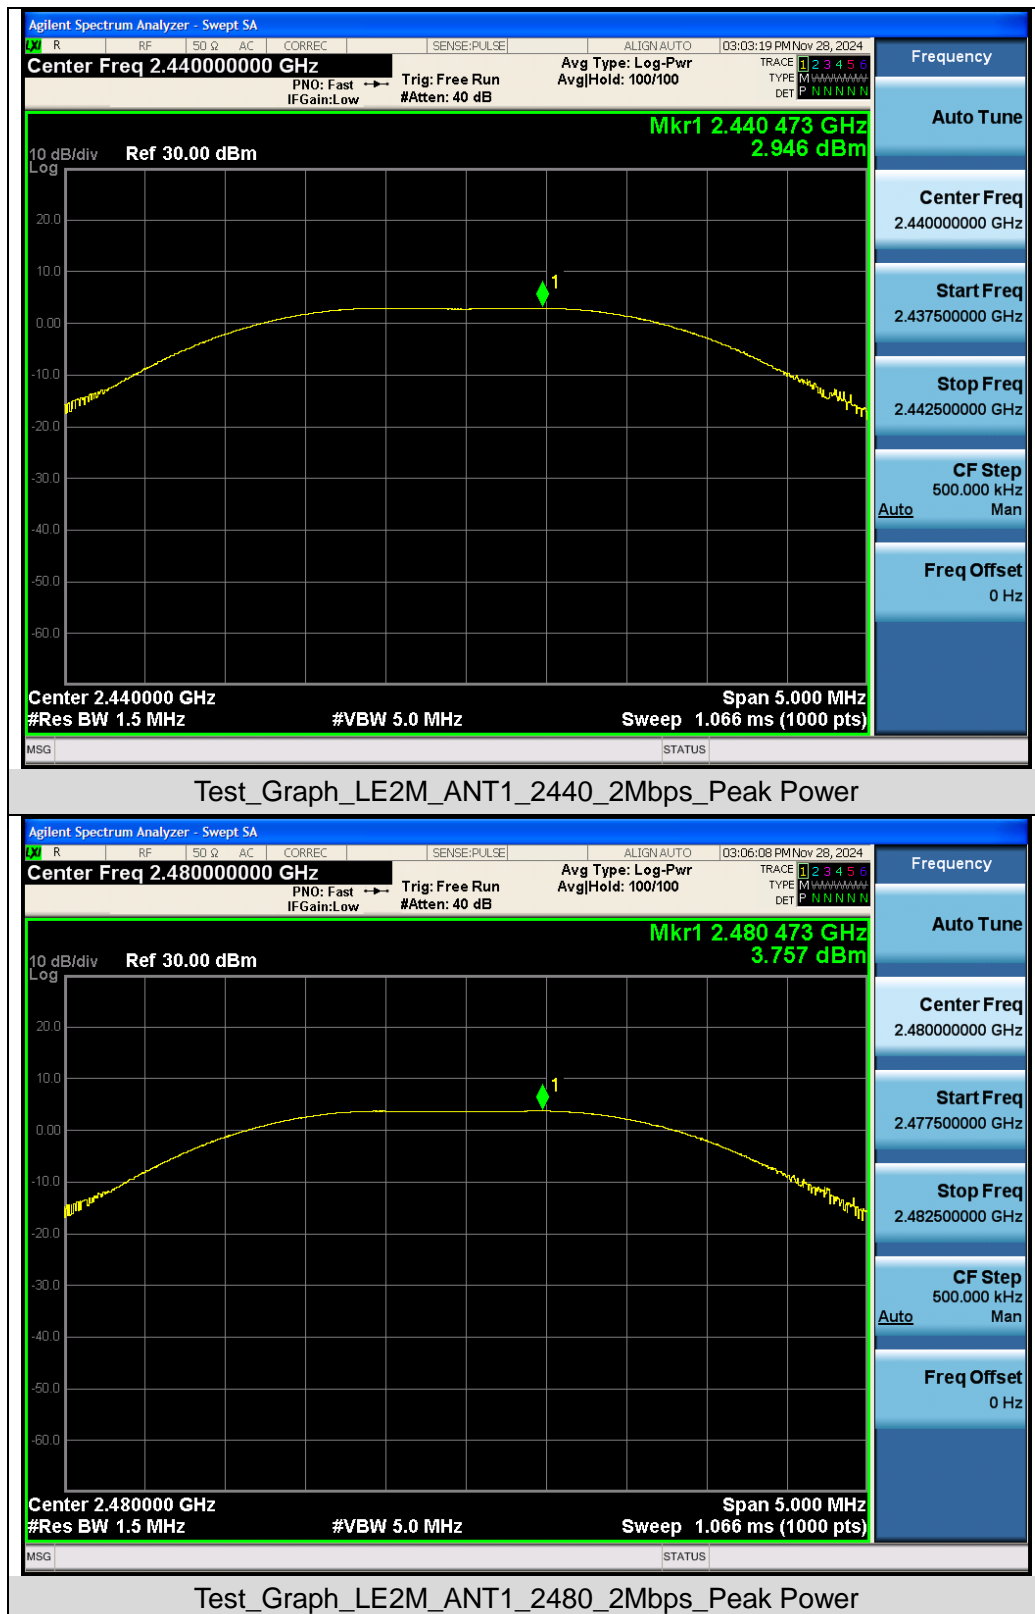 Agilent Spectrum Analyzer - Swept SA
LXI R RF 50 Ω AC CORREC SENSE:PULSE ALIGN AUTO 03:03:19 PM Nov 28, 2024
Center Freq 2.440000000 GHz
PNO: Fast
IFGain:Low
Trig: Free Run
#Atten: 40 dB
Avg Type: Log-Pwr
Avg|Hold: 100/100
TRACE 1 2 3 4 5 6
TYPE M WWWWW
DET P N N N N N
Mkr1 2.440 473 GHz
2.946 dBm
10 dB/div Ref 30.00 dBm
Log
20.0
10.0
0.00
-10.0
-20.0
-30.0
-40.0
-50.0
-60.0
1
Center 2.440000 GHz Span 5.000 MHz
#Res BW 1.5 MHz #VBW 5.0 MHz Sweep 1.066 ms (1000 pts)
MSG STATUS
Frequency
Auto Tune
Center Freq
2.440000000 GHz
Start Freq
2.437500000 GHz
Stop Freq
2.442500000 GHz
CF Step
500.000 kHz
Auto Man
Freq Offset
0 Hz
Test_Graph_LE2M_ANT1_2440_2Mbps_Peak Power
Agilent Spectrum Analyzer - Swept SA
LXI R RF 50 Ω AC CORREC SENSE:PULSE ALIGN AUTO 03:06:08 PM Nov 28, 2024
Center Freq 2.480000000 GHz
PNO: Fast
IFGain:Low
Trig: Free Run
#Atten: 40 dB
Avg Type: Log-Pwr
Avg|Hold: 100/100
TRACE 1 2 3 4 5 6
TYPE M WWWWW
DET P N N N N N
Mkr1 2.480 473 GHz
3.757 dBm
10 dB/div Ref 30.00 dBm
Log
20.0
10.0
0.00
-10.0
-20.0
-30.0
-40.0
-50.0
-60.0
1
Center 2.480000 GHz Span 5.000 MHz
#Res BW 1.5 MHz #VBW 5.0 MHz Sweep 1.066 ms (1000 pts)
MSG STATUS
Frequency
Auto Tune
Center Freq
2.480000000 GHz
Start Freq
2.477500000 GHz
Stop Freq
2.482500000 GHz
CF Step
500.000 kHz
Auto Man
Freq Offset
0 Hz
Test_Graph_LE2M_ANT1_2480_2Mbps_Peak Power